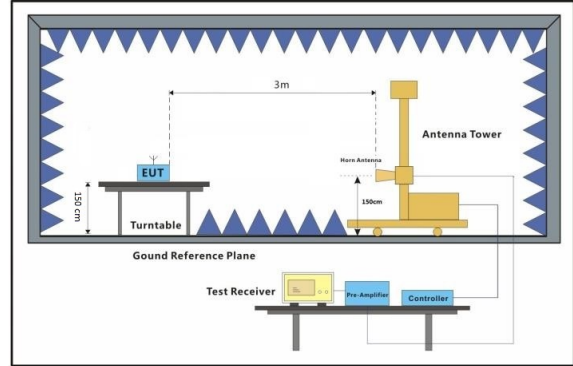 3m
Antenna Tower
Horn Antenna
EUT
150 cm
150cm
Turntable
Gound Reference Plane
Test Receiver
Pre-Amplifier
Controller